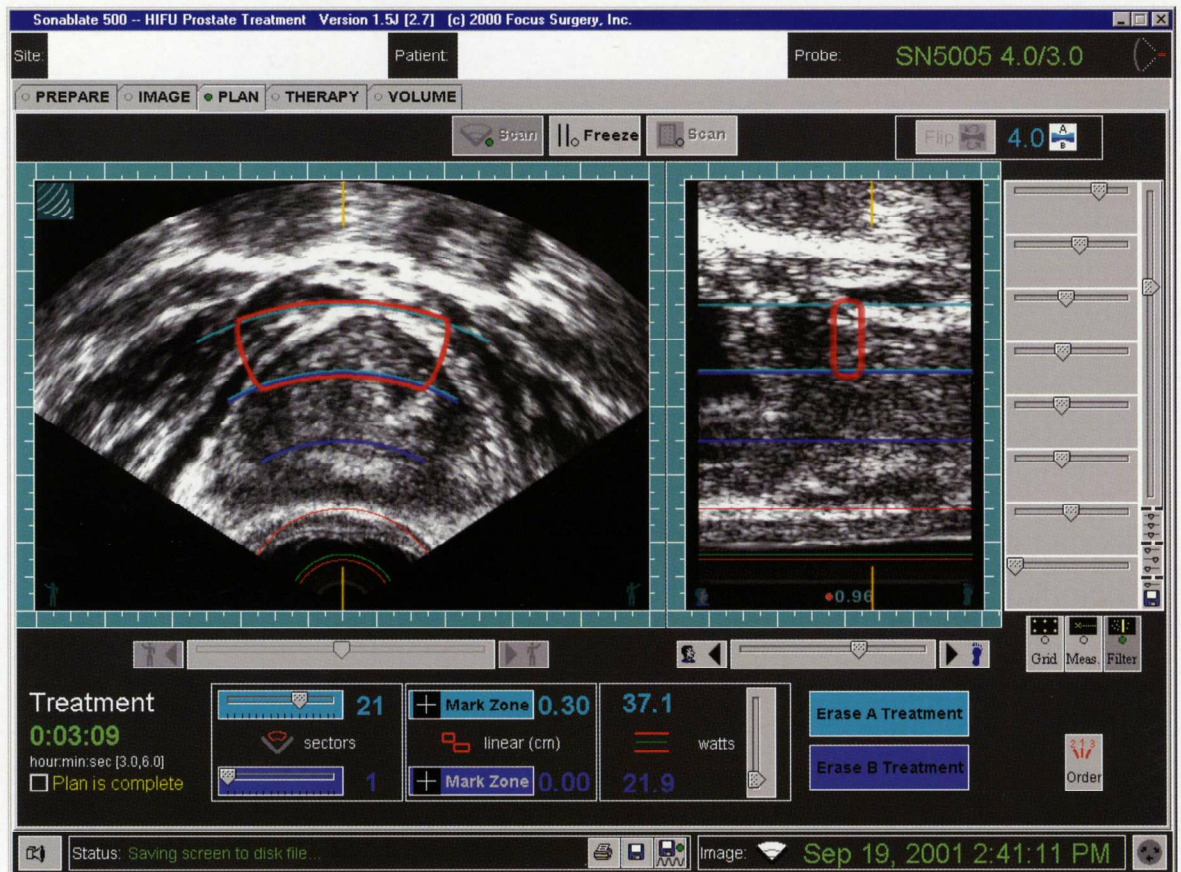 Sonablate 500 -- HIFU Prostate Treatment Version 1.5J [2.7] (c) 2000 Focus Surgery, Inc.
Site: Patient: Probe: SN5005 4.0/3.0
PREPARE IMAGE PLAN THERAPY VOLUME
Scan Freeze Scan Flip 4.0 A B
0.96
Grid Meas. Filter
Treatment
0:03:09
hour:min:sec [3.0,6.0]
Plan is complete
21
sectors
1
Mark Zone 0.30
linear (cm)
Mark Zone 0.00
37.1
watts
21.9
Erase A Treatment
Erase B Treatment
2 1 3
Order
Status: Saving screen to disk file...
Image: Sep 19, 2001 2:41:11 PM